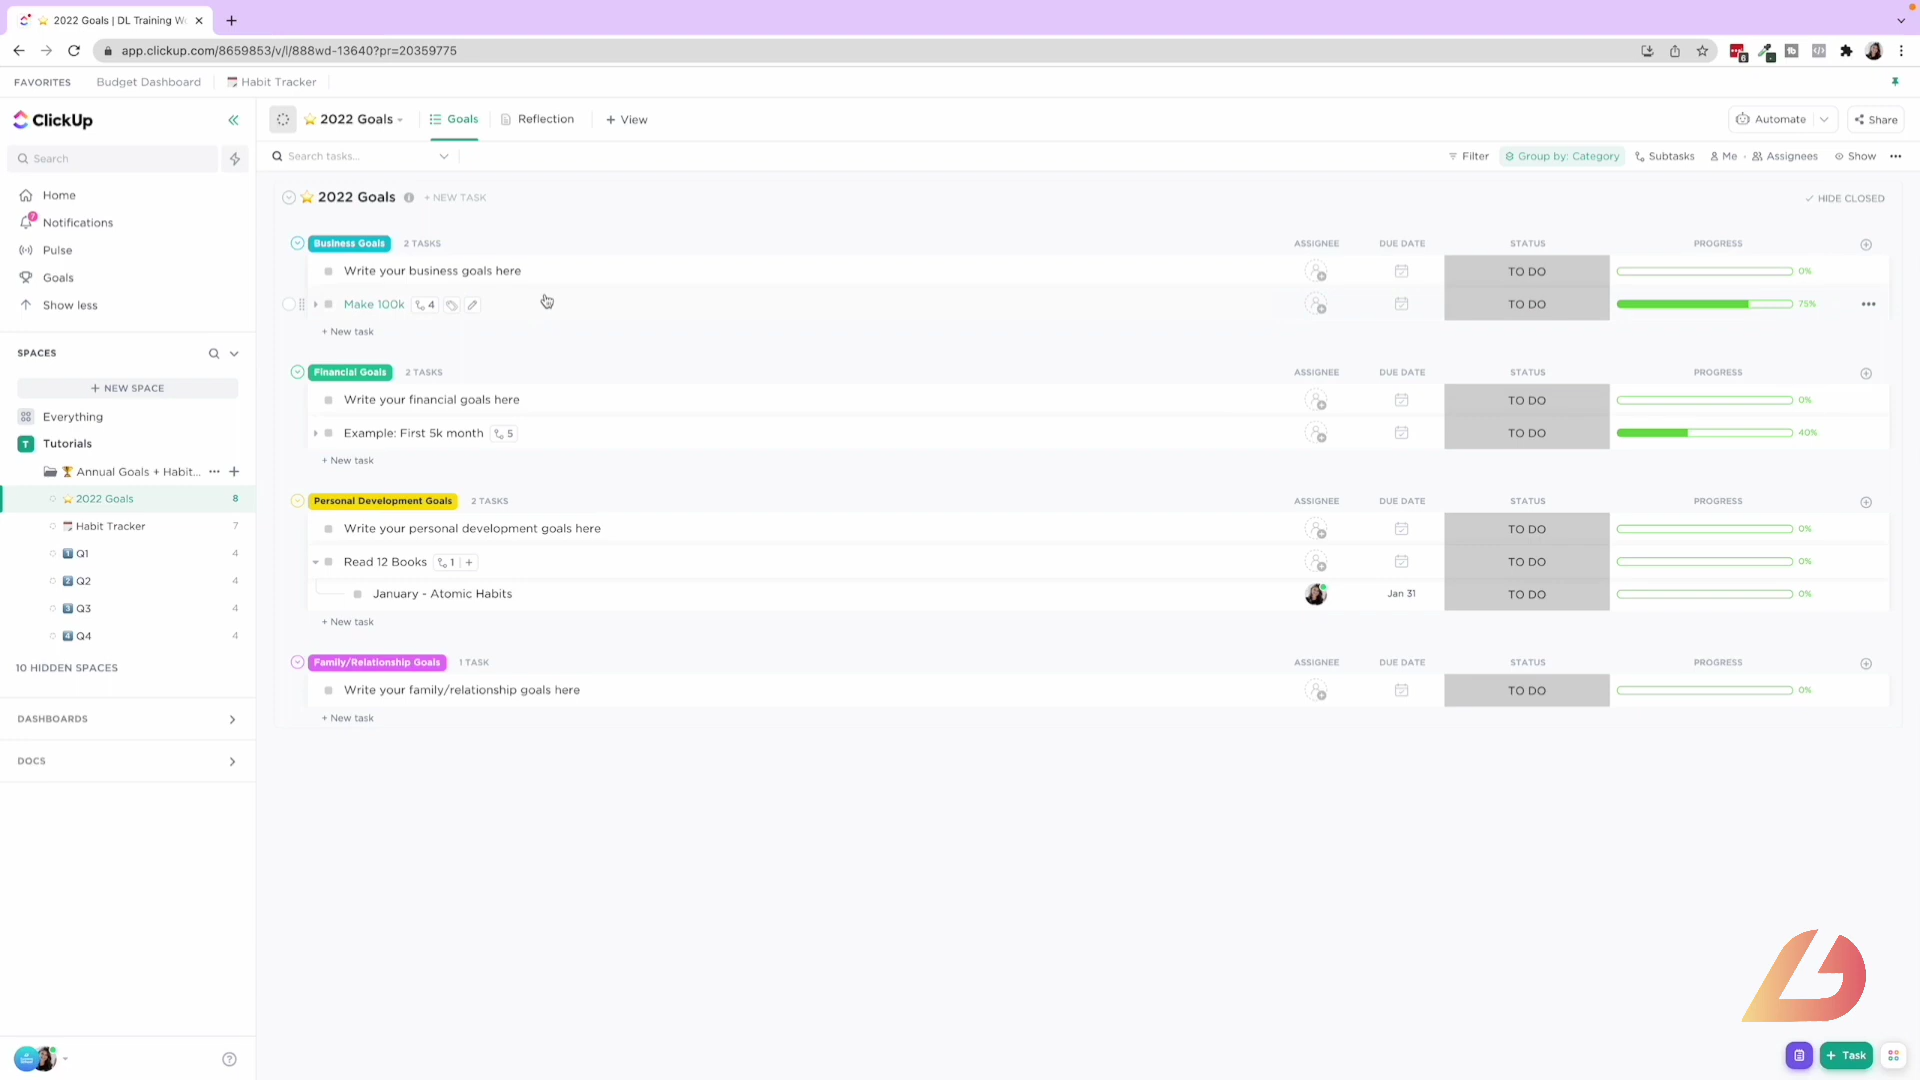 2022 Goals | DL Training W
app.clickup.com/8659853/v/l/888wd-13640?pr=20359775
FAVORITES Budget Dashboard Habit Tracker
ClickUp
2022 Goals Goals Reflection + View Automate Share
Search
Search tasks... Filter Group by: Category Subtasks Me Assignees Show
Home
Notifications
7
Pulse
Goals
Show less
SPACES
+ NEW SPACE
Everything
T Tutorials
Annual Goals + Habit...
2022 Goals 8
Habit Tracker 7
1 Q1 4
2 Q2 4
3 Q3 4
4 Q4 4
10 HIDDEN SPACES
DASHBOARDS
DOCS
2022 Goals + NEW TASK HIDE CLOSED
Business Goals 2 TASKS ASSIGNEE DUE DATE STATUS PROGRESS
Write your business goals here TO DO 0%
Make 100k 4 TO DO 75%
+ New task
Financial Goals 2 TASKS ASSIGNEE DUE DATE STATUS PROGRESS
Write your financial goals here TO DO 0%
Example: First 5k month 5 TO DO 40%
+ New task
Personal Development Goals 2 TASKS ASSIGNEE DUE DATE STATUS PROGRESS
Write your personal development goals here TO DO 0%
Read 12 Books 1 + TO DO 0%
January - Atomic Habits Jan 31 TO DO 0%
+ New task
Family/Relationship Goals 1 TASK ASSIGNEE DUE DATE STATUS PROGRESS
Write your family/relationship goals here TO DO 0%
+ New task
+ Task